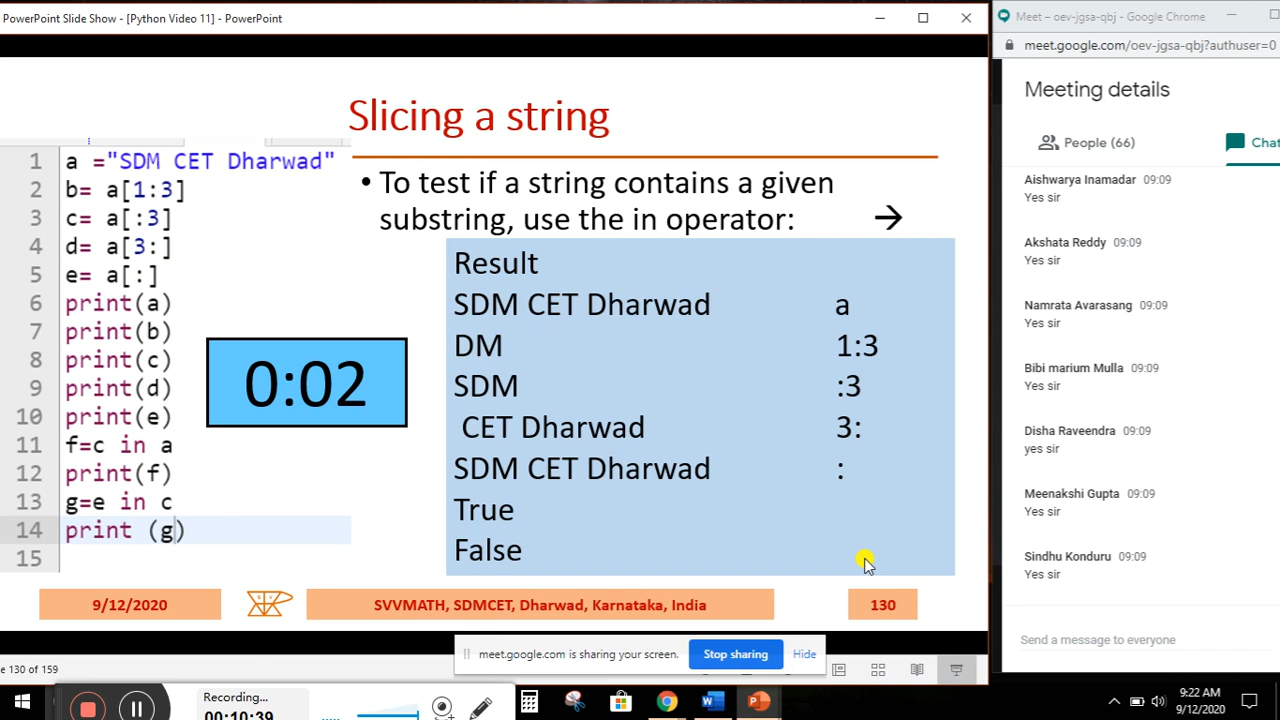 PowerPoint Slide Show - [Python Video 11] - PowerPoint
Slicing a string
1 a ="SDM CET Dharwad"
2 b= a[1:3]
3 c= a[:3]
4 d= a[3:]
5 e= a[:]
6 print(a)
7 print(b)
8 print(c)
9 print(d)
10 print(e)
11 f=c in a
12 print(f)
13 g=e in c
14 print (g)
15
0:02
• To test if a string contains a given
substring, use the in operator: →
Result
SDM CET Dharwad a
DM 1:3
SDM :3
CET Dharwad 3:
SDM CET Dharwad :
True
False
9/12/2020
SVVMATH, SDMCET, Dharwad, Karnataka, India
130
meet.google.com is sharing your screen. Stop sharing Hide
e 130 of 159
Recording...
00:10:39
Meet – oev-jgsa-qbj - Google Chrome
meet.google.com/oev-jgsa-qbj?authuser=0
Meeting details
People (66) Chat
Aishwarya Inamadar 09:09
Yes sir
Akshata Reddy 09:09
Yes sir
Namrata Avarasang 09:09
Yes sir
Bibi marium Mulla 09:09
Yes sir
Disha Raveendra 09:09
yes sir
Meenakshi Gupta 09:09
Yes sir
Sindhu Konduru 09:09
Yes sir
Send a message to everyone
9:22 AM
9/12/2020